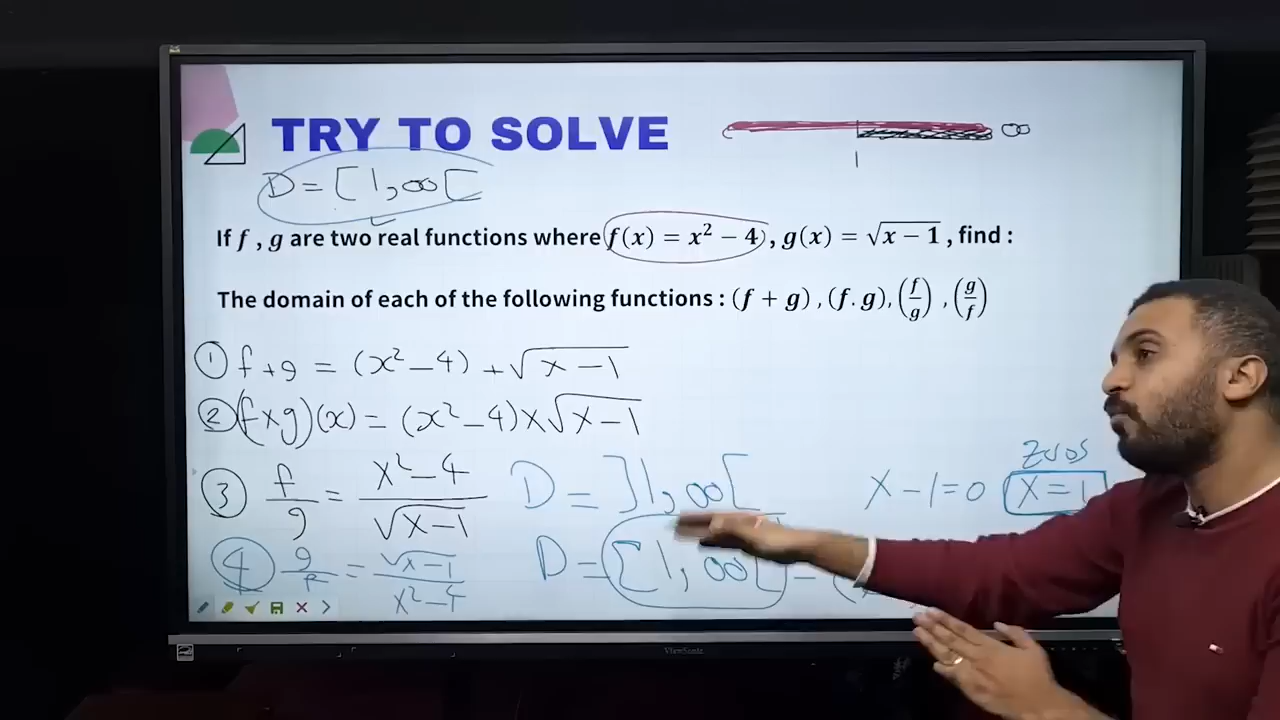 TRY TO SOLVE
1
∞
D = [1, ∞[
If f , g are two real functions where f(x) = x² − 4 , g(x) = √(x − 1) , find :
The domain of each of the following functions : (f + g) , (f. g), (f/g) , (g/f)
① f+g = (x² − 4) + √(x − 1)
② (f×g)(x) = (x² − 4) × √(x − 1)
zeros
③ f/g = (x² − 4)/√(x − 1) D = ]1, ∞[ x − 1 = 0 x = 1
④ g/f = √(x − 1)/(x² − 4) D = [1, ∞[ −
ViewSonic